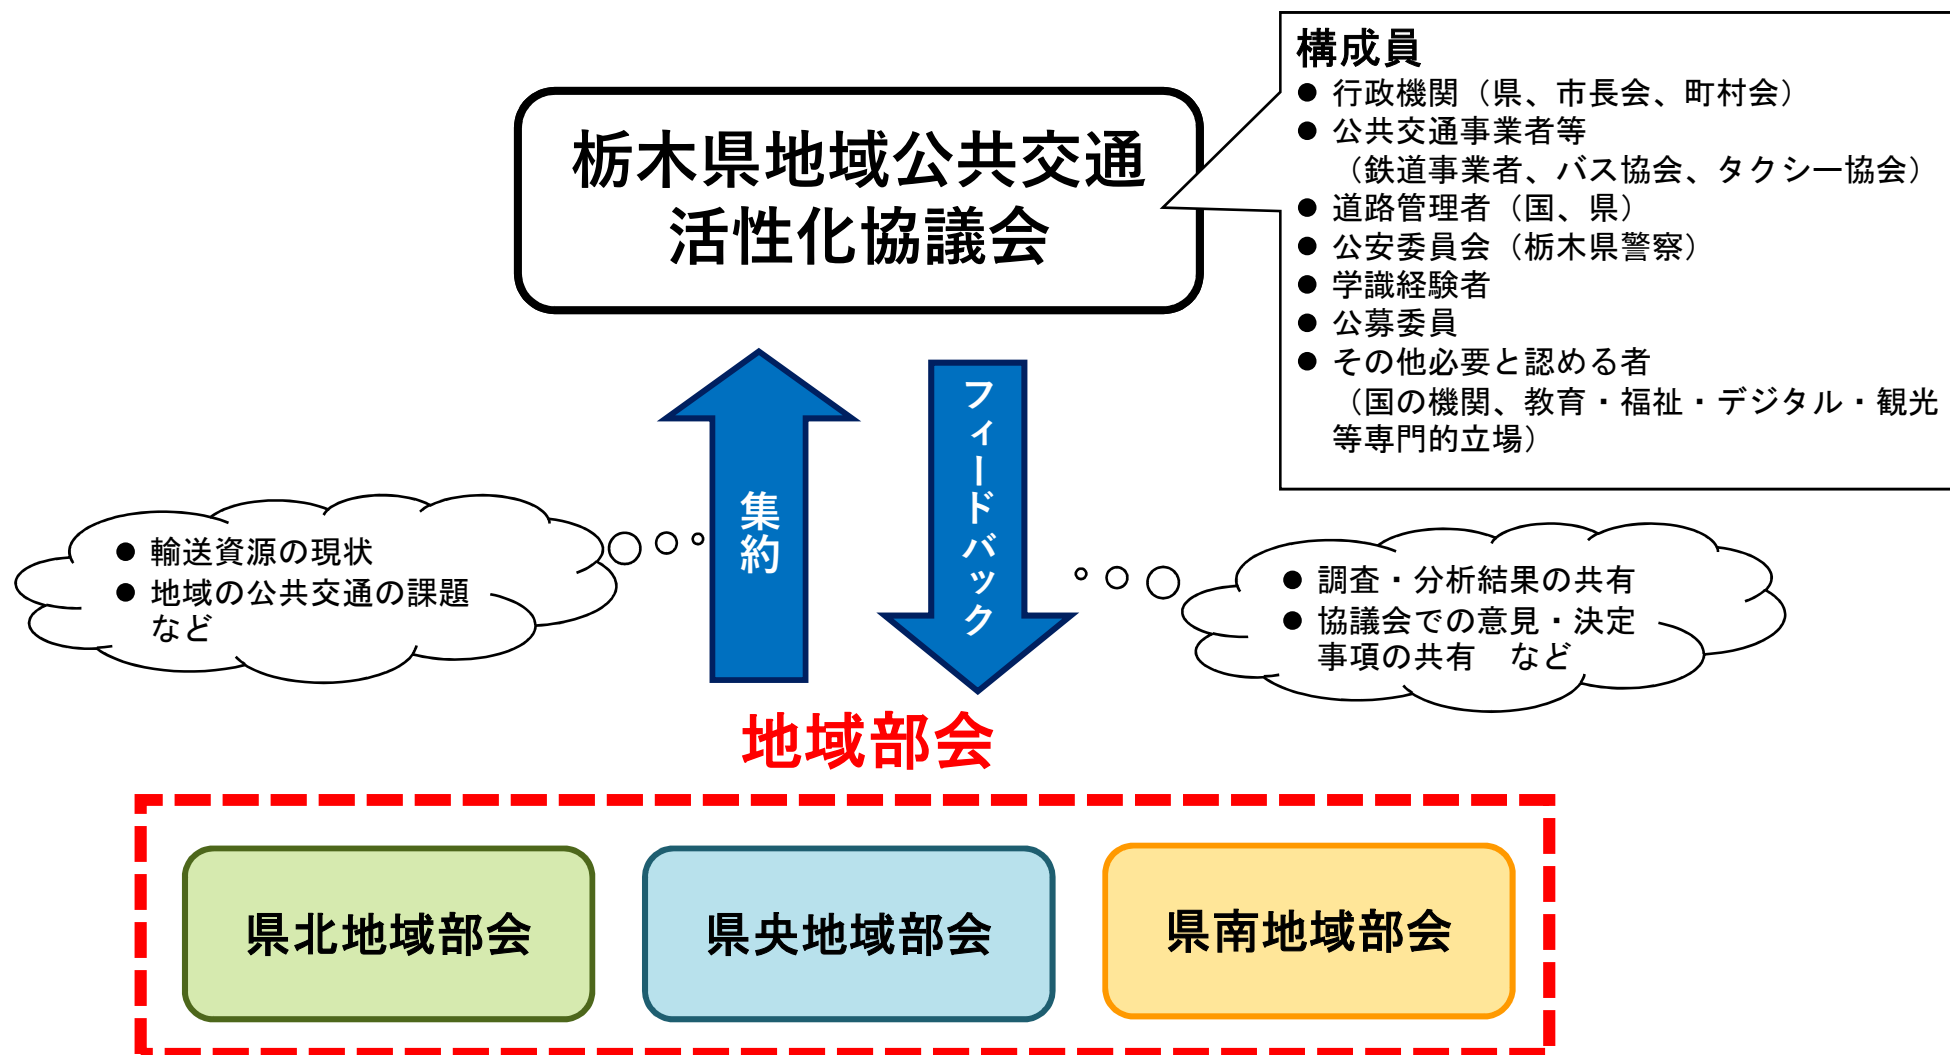 構成員
● 行政機関（県、市長会、町村会）
● 公共交通事業者等
（鉄道事業者、バス協会、タクシー協会）
● 道路管理者（国、県）
● 公安委員会（栃木県警察）
● 学識経験者
● 公募委員
● その他必要と認める者
（国の機関、教育・福祉・デジタル・観光
等専門的立場）
栃木県地域公共交通
活性化協議会
集約
フィードバック
● 輸送資源の現状
● 地域の公共交通の課題
など
● 調査・分析結果の共有
● 協議会での意見・決定
事項の共有　など
地域部会
県北地域部会
県央地域部会
県南地域部会